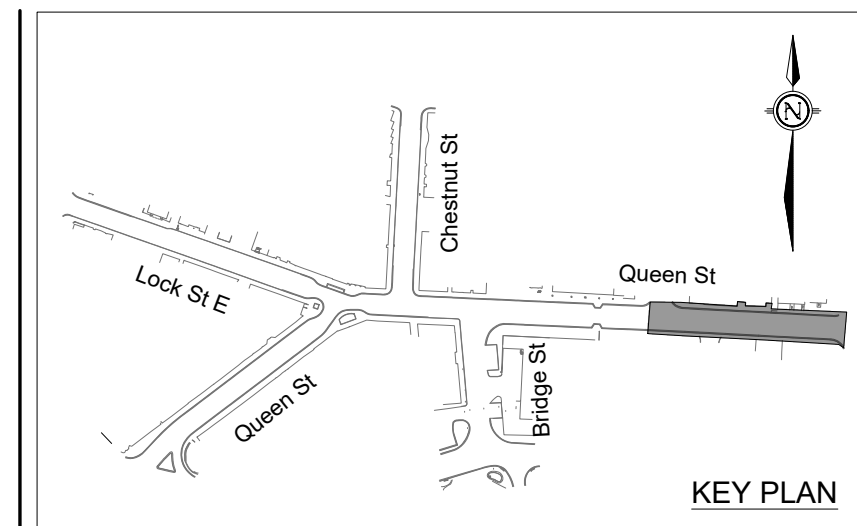 N
Chestnut St
Queen St
Lock St E
Bridge St
Queen St
KEY PLAN